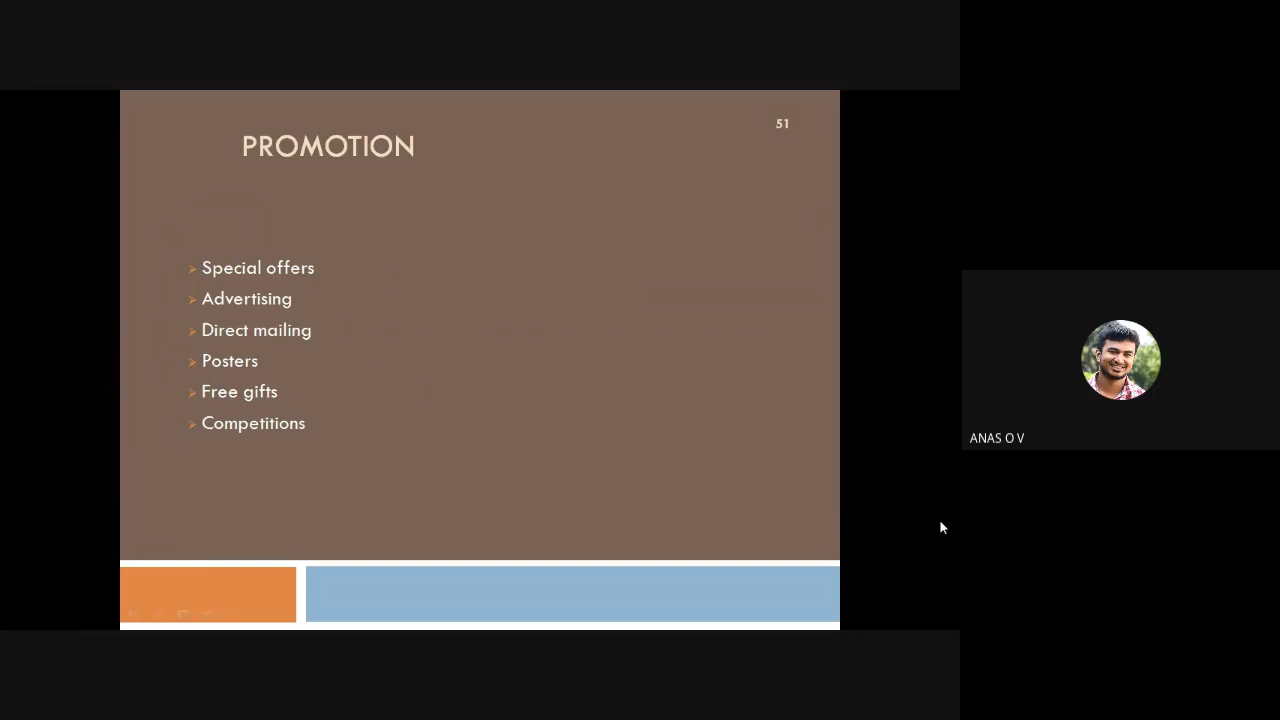 PROMOTION
51
Special offers
Advertising
Direct mailing
Posters
Free gifts
Competitions
ANAS O V